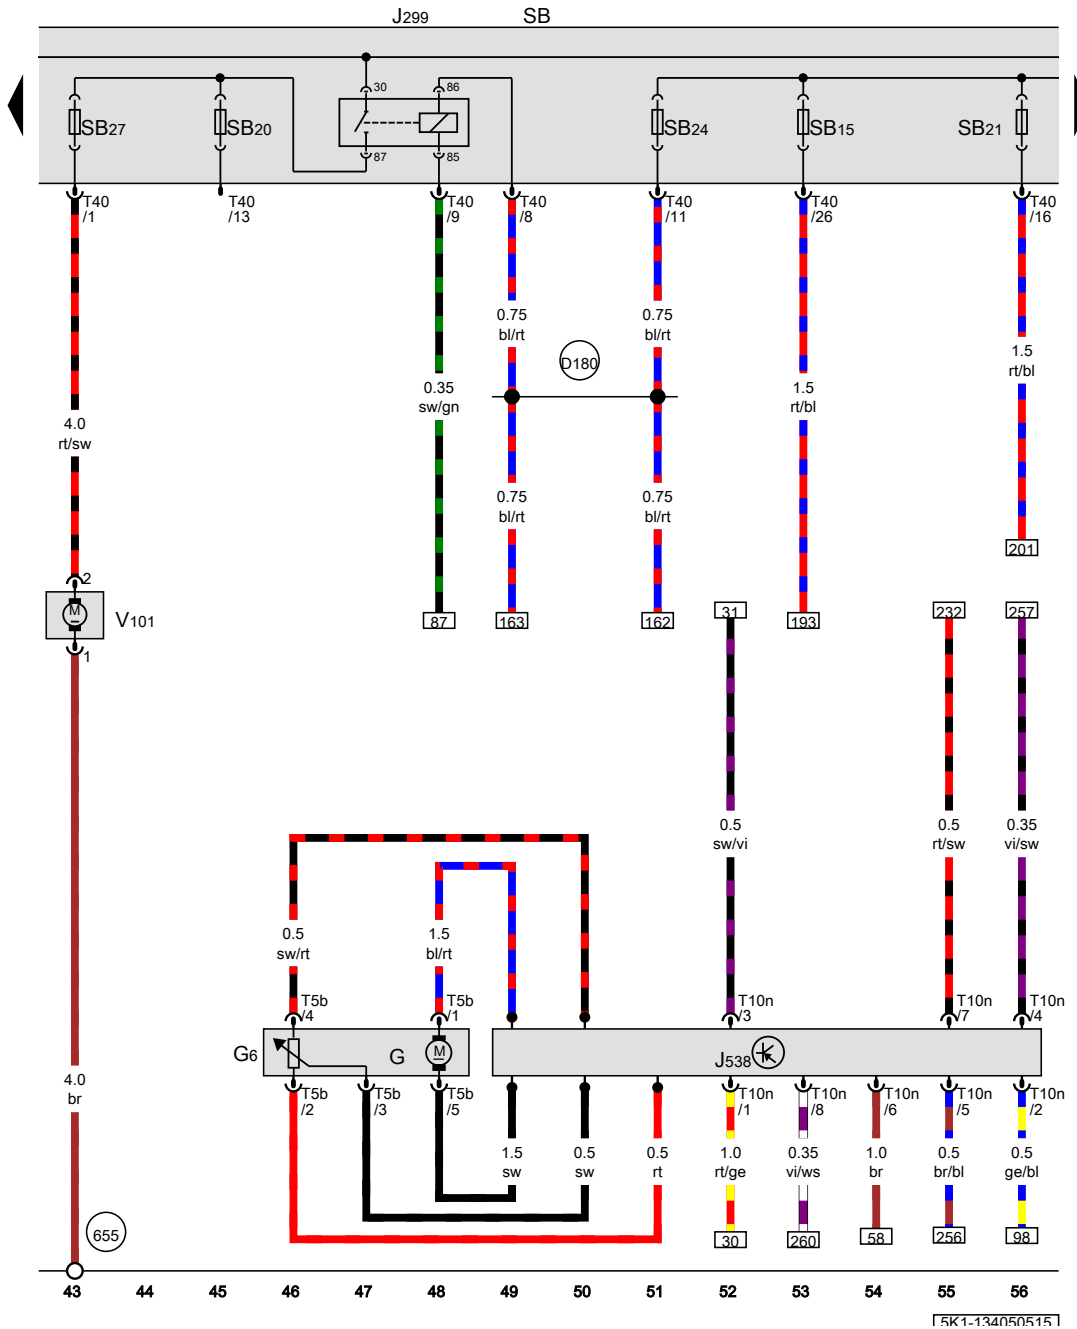 J299 SB
30 86
SB27 SB20 SB24 SB15 SB21
87 85
T40 T40 T40 T40 T40 T40 T40
/1 /13 /9 /8 /11 /26 /16
0.75 0.75
bl/rt bl/rt
1.5
rt/bl
D180
0.35
sw/gn
1.5
rt/bl
4.0
rt/sw
0.75 0.75
bl/rt bl/rt
201
2
31 232 257
V101 87 163 162 193
1
0.5 0.5 0.35
sw/vi rt/sw vi/sw
0.5 1.5
sw/rt bl/rt
T5b T5b T10n T10n T10n
/4 /1 /3 /7 /4
G6 G M J538
M
T5b T5b T5b T10n T10n T10n T10n T10n
/2 /3 /5 /1 /8 /6 /5 /2
4.0
br
1.5 0.5 0.5 1.0 0.35 1.0 0.5 0.5
sw sw rt rt/ge vi/ws br br/bl ge/bl
655
30 260 58 256 98
43 44 45 46 47 48 49 50 51 52 53 54 55 56
5K1-134050515